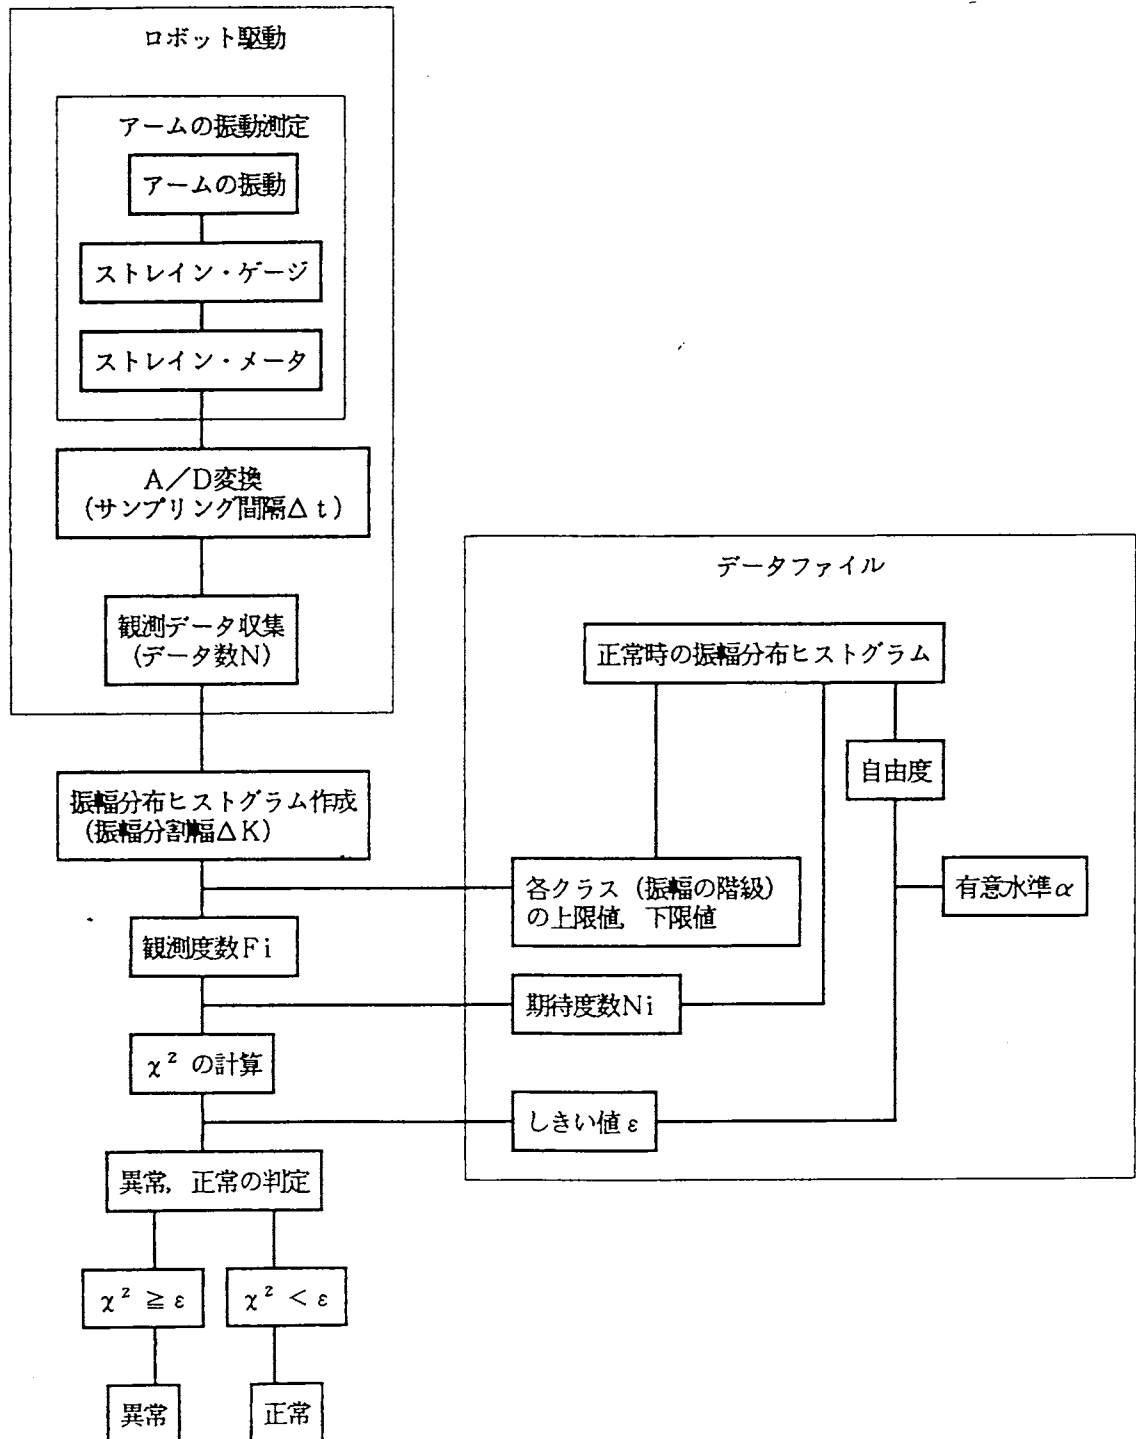 ロボット駆動
アームの振動測定
アームの振動
ストレイン・ゲージ
ストレイン・メータ
A/D変換
(サンプリング間隔Δt)
観測データ収集
(データ数N)
振幅分布ヒストグラム作成
(振幅分割幅ΔK)
観測度数Fi
χ² の計算
異常, 正常の判定
χ² ≧ ε
χ² < ε
異常
正常
データファイル
正常時の振幅分布ヒストグラム
自由度
各クラス (振幅の階級)
の上限値, 下限値
有意水準α
期待度数Ni
しきい値ε